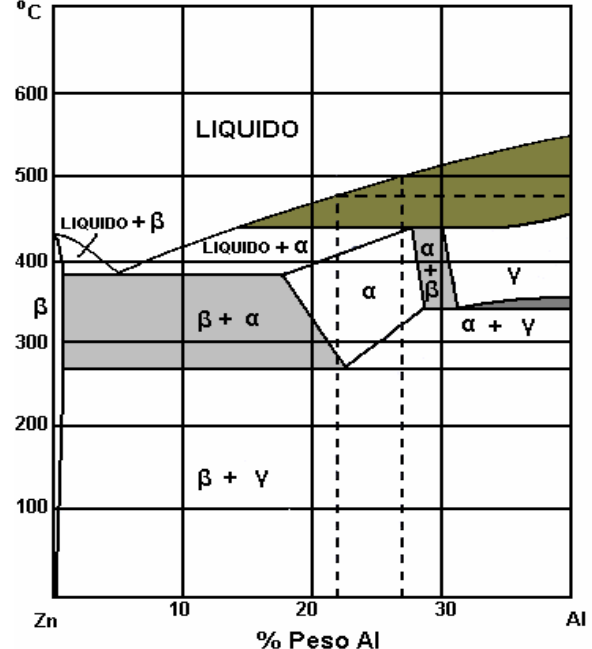 °C
600
LIQUIDO
500
LIQUIDO + β
LIQUIDO + α
α + β
400
γ
β
α
β + α
α + γ
300
200
β + γ
100
Zn
10
20
30
Al
% Peso Al